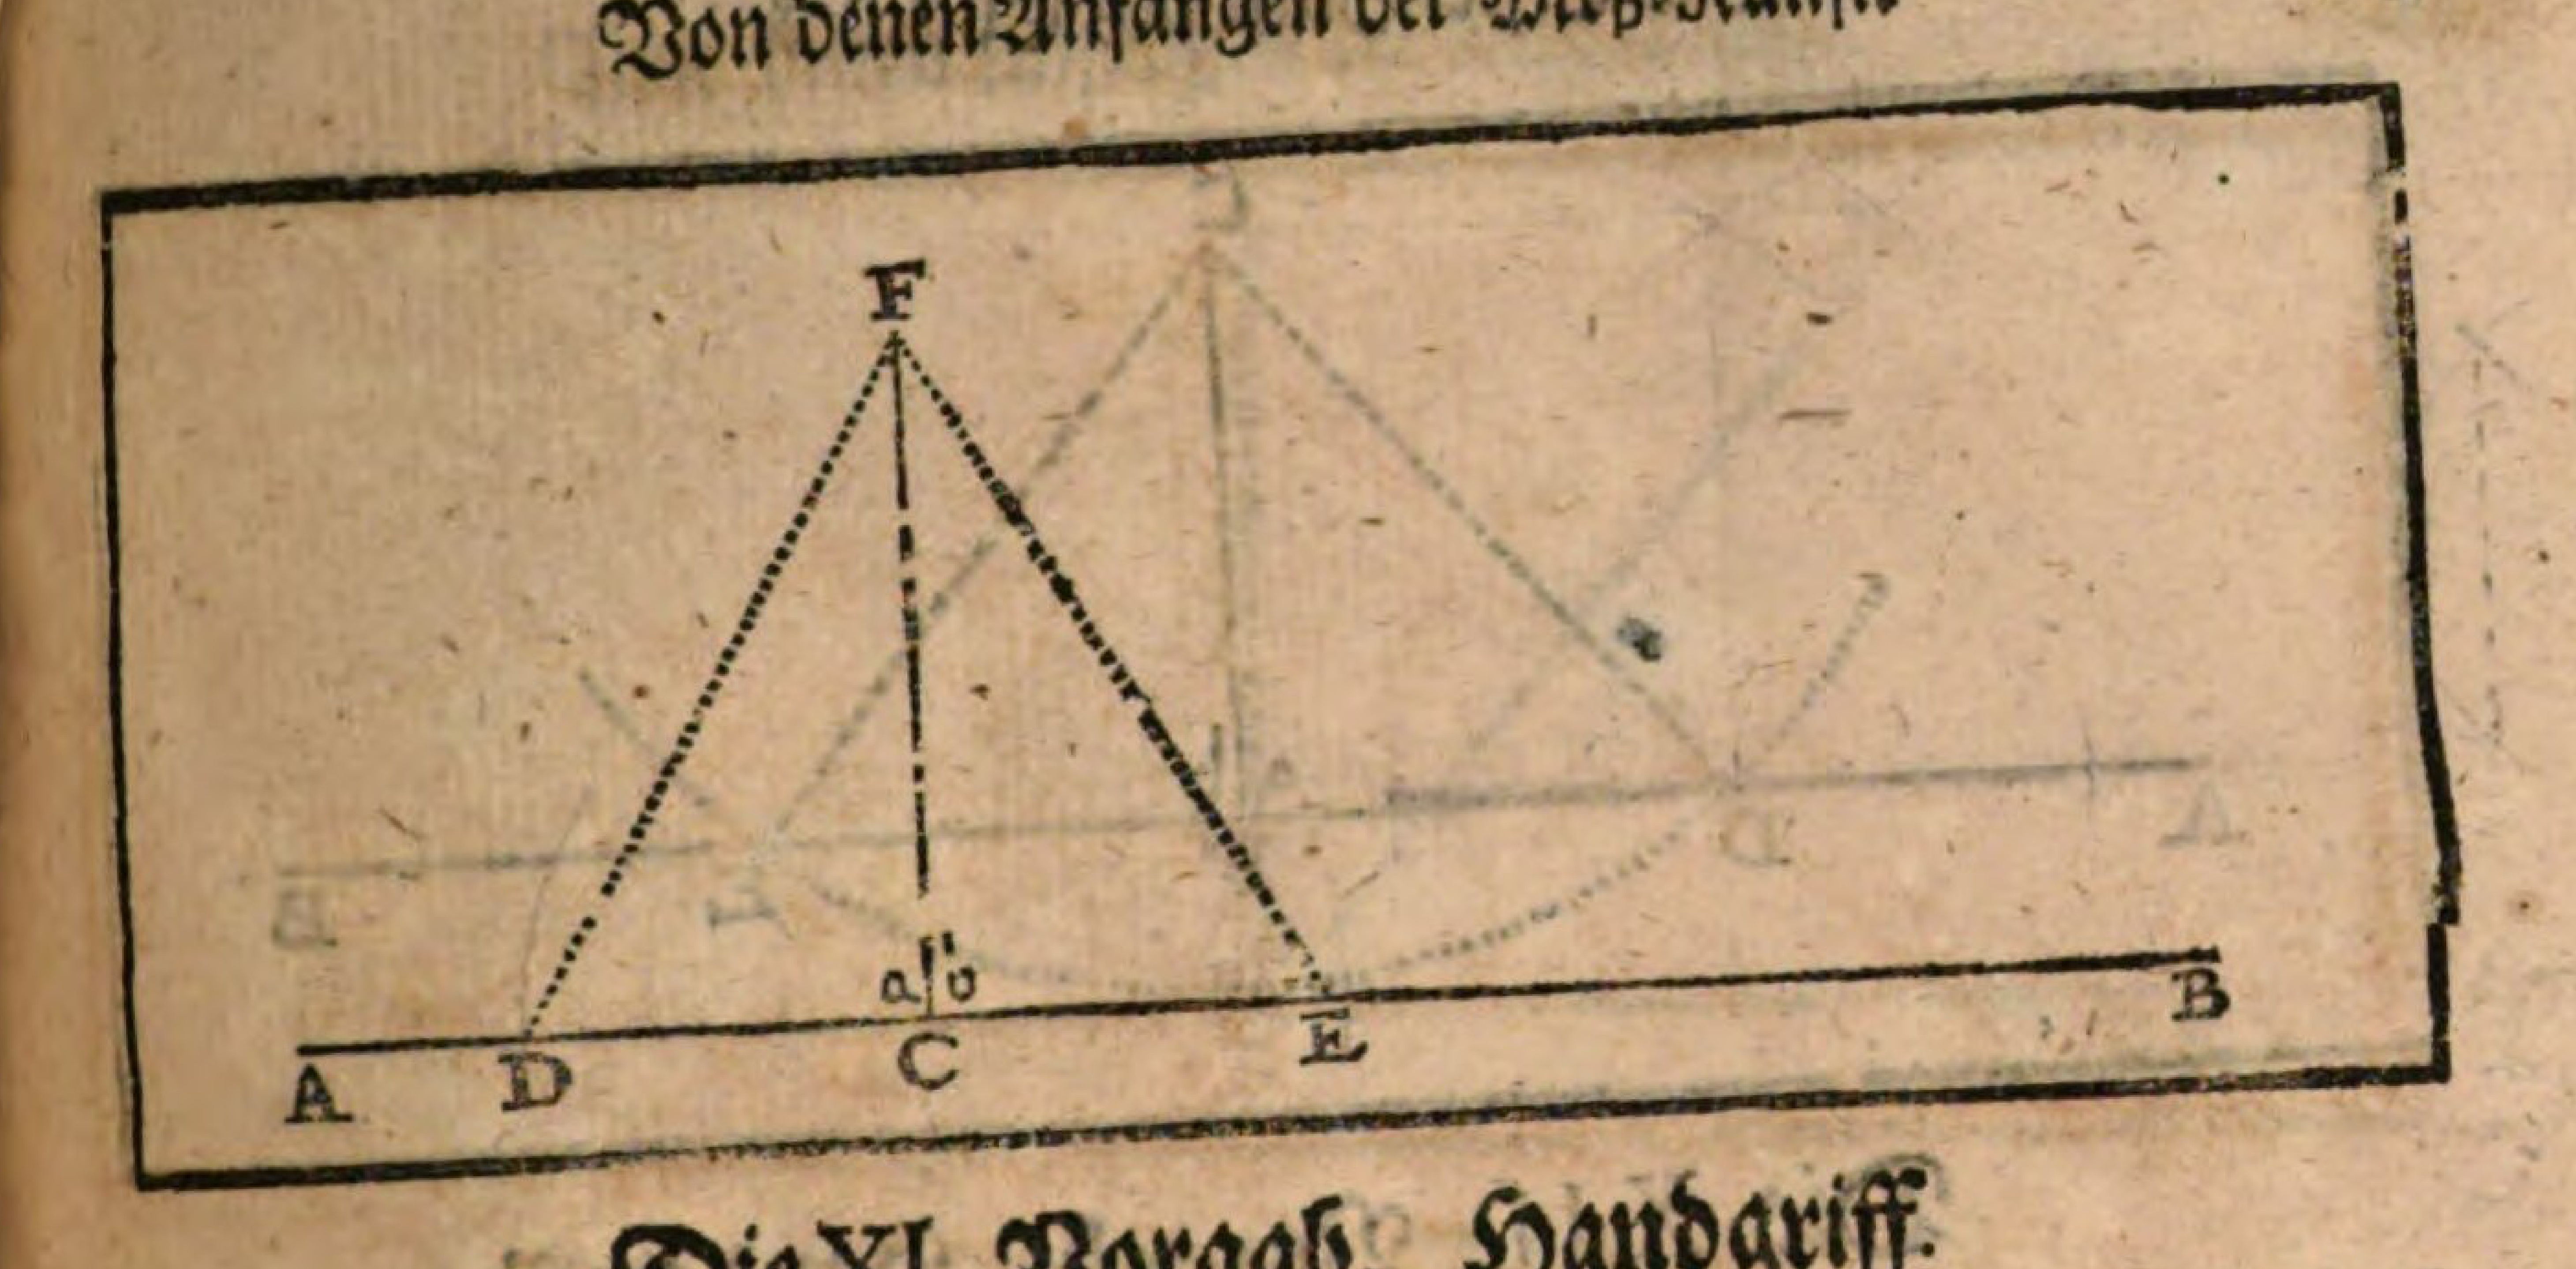 Von denen Anfängen der Meß-Kunst.
F
a b
A D C E B
Die XI. Vorgab. Handgriff.